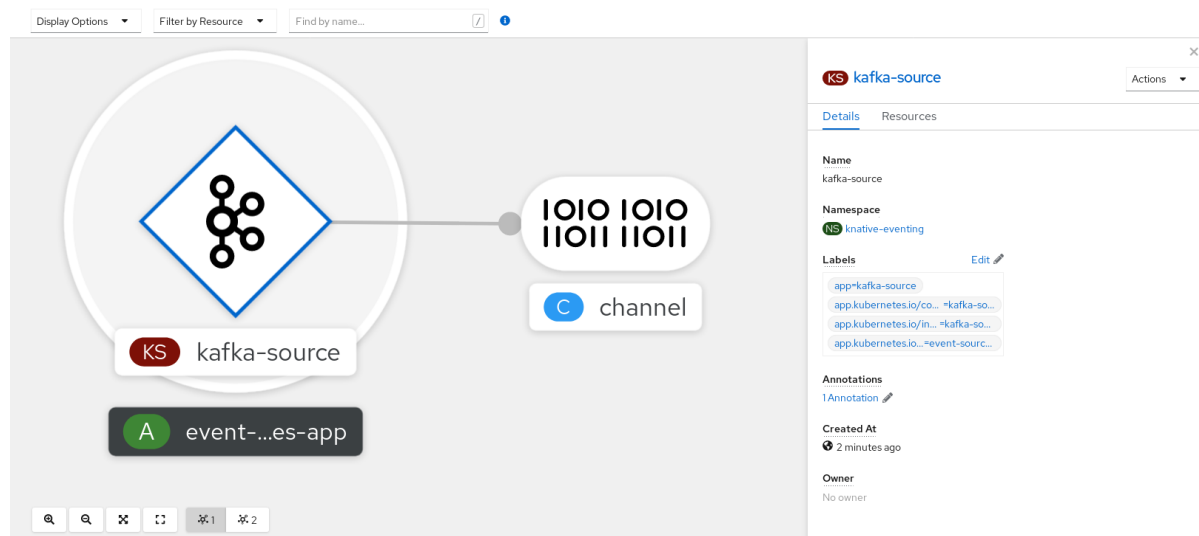 Display Options
Filter by Resource
Find by name...
/
KS kafka-source
Actions
Details Resources
Name
kafka-source
Namespace
NS knative-eventing
Labels
Edit
app=kafka-source
app.kubernetes.io/co... =kafka-so...
app.kubernetes.io/in... =kafka-so...
app.kubernetes.io...=event-sourc...
Annotations
1 Annotation
Created At
2 minutes ago
Owner
No owner
1010 1010
11011 11011
C channel
KS kafka-source
A event-...es-app
1
2